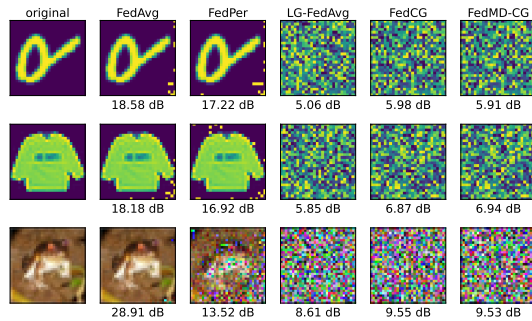 original FedAvg FedPer LG-FedAvg FedCG FedMD-CG
18.58 dB 17.22 dB 5.06 dB 5.98 dB 5.91 dB
18.18 dB 16.92 dB 5.85 dB 6.87 dB 6.94 dB
28.91 dB 13.52 dB 8.61 dB 9.55 dB 9.53 dB